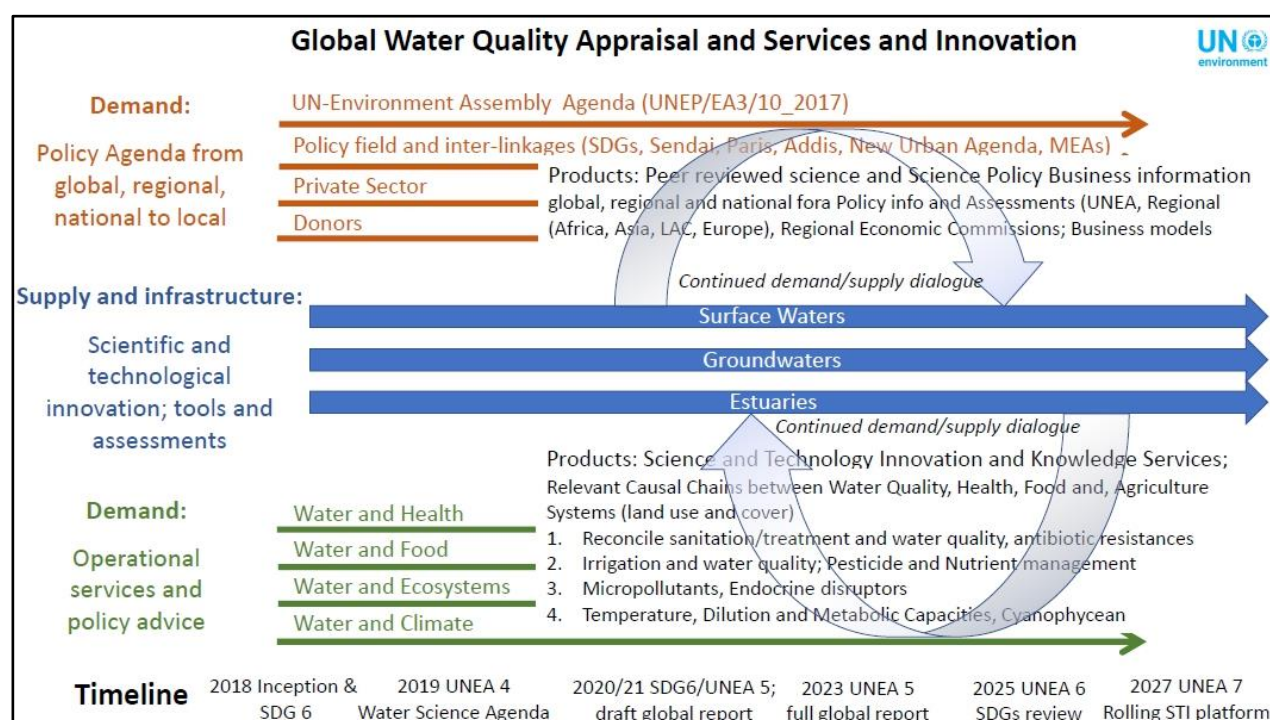 Global Water Quality Appraisal and Services and Innovation
UN
environment
Demand:
Policy Agenda from
global, regional,
national to local
UN-Environment Assembly Agenda (UNEP/EA3/10_2017)
Policy field and inter-linkages (SDGs, Sendai, Paris, Addis, New Urban Agenda, MEAs)
Private Sector
Donors
Products: Peer reviewed science and Science Policy Business information
global, regional and national fora Policy info and Assessments (UNEA, Regional
(Africa, Asia, LAC, Europe), Regional Economic Commissions; Business models
Continued demand/supply dialogue
Supply and infrastructure:
Scientific and
technological
innovation; tools and
assessments
Surface Waters
Groundwaters
Estuaries
Continued demand/supply dialogue
Products: Science and Technology Innovation and Knowledge Services;
Relevant Causal Chains between Water Quality, Health, Food and, Agriculture
Systems (land use and cover)
1. Reconcile sanitation/treatment and water quality, antibiotic resistances
2. Irrigation and water quality; Pesticide and Nutrient management
3. Micropollutants, Endocrine disruptors
4. Temperature, Dilution and Metabolic Capacities, Cyanophycean
Demand:
Operational
services and
policy advice
Water and Health
Water and Food
Water and Ecosystems
Water and Climate
Timeline
2018 Inception &
SDG 6
2019 UNEA 4
Water Science Agenda
2020/21 SDG6/UNEA 5;
draft global report
2023 UNEA 5
full global report
2025 UNEA 6
SDGs review
2027 UNEA 7
Rolling STI platform